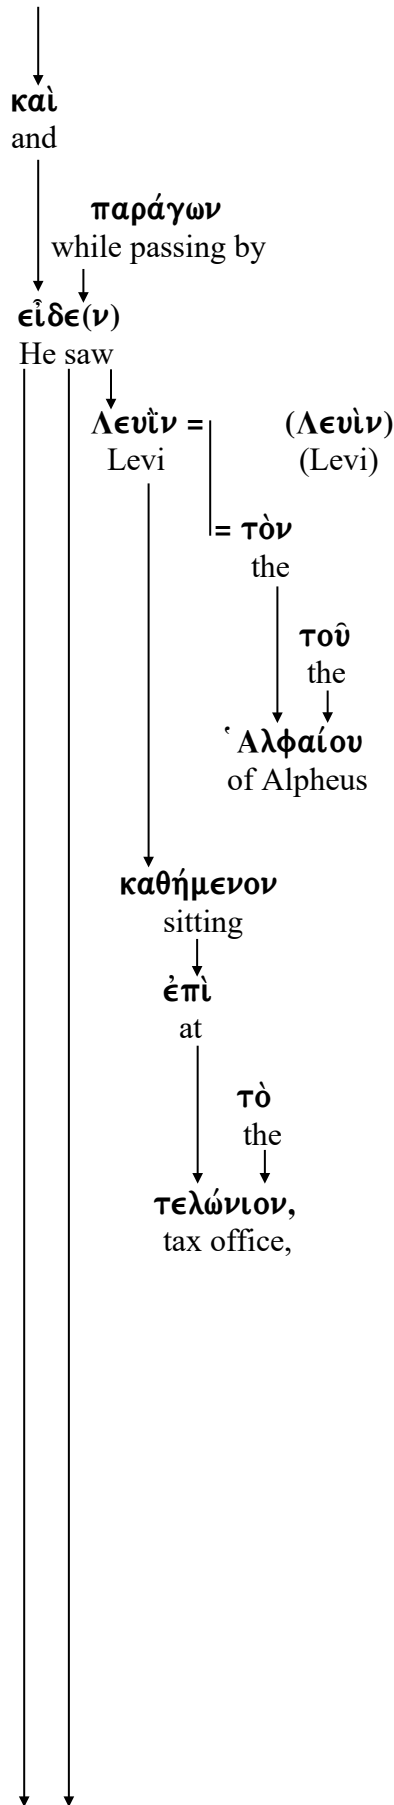 καὶ
and
παράγων
while passing by
εἶδε(ν)
He saw
Λευῒν = (Λευὶν)
Levi (Levi)
= τὸν
the
τοῦ
the
῾Αλφαίου
of Alpheus
καθήμενον
sitting
ἐπὶ
at
τὸ
the
τελώνιον,
tax office,